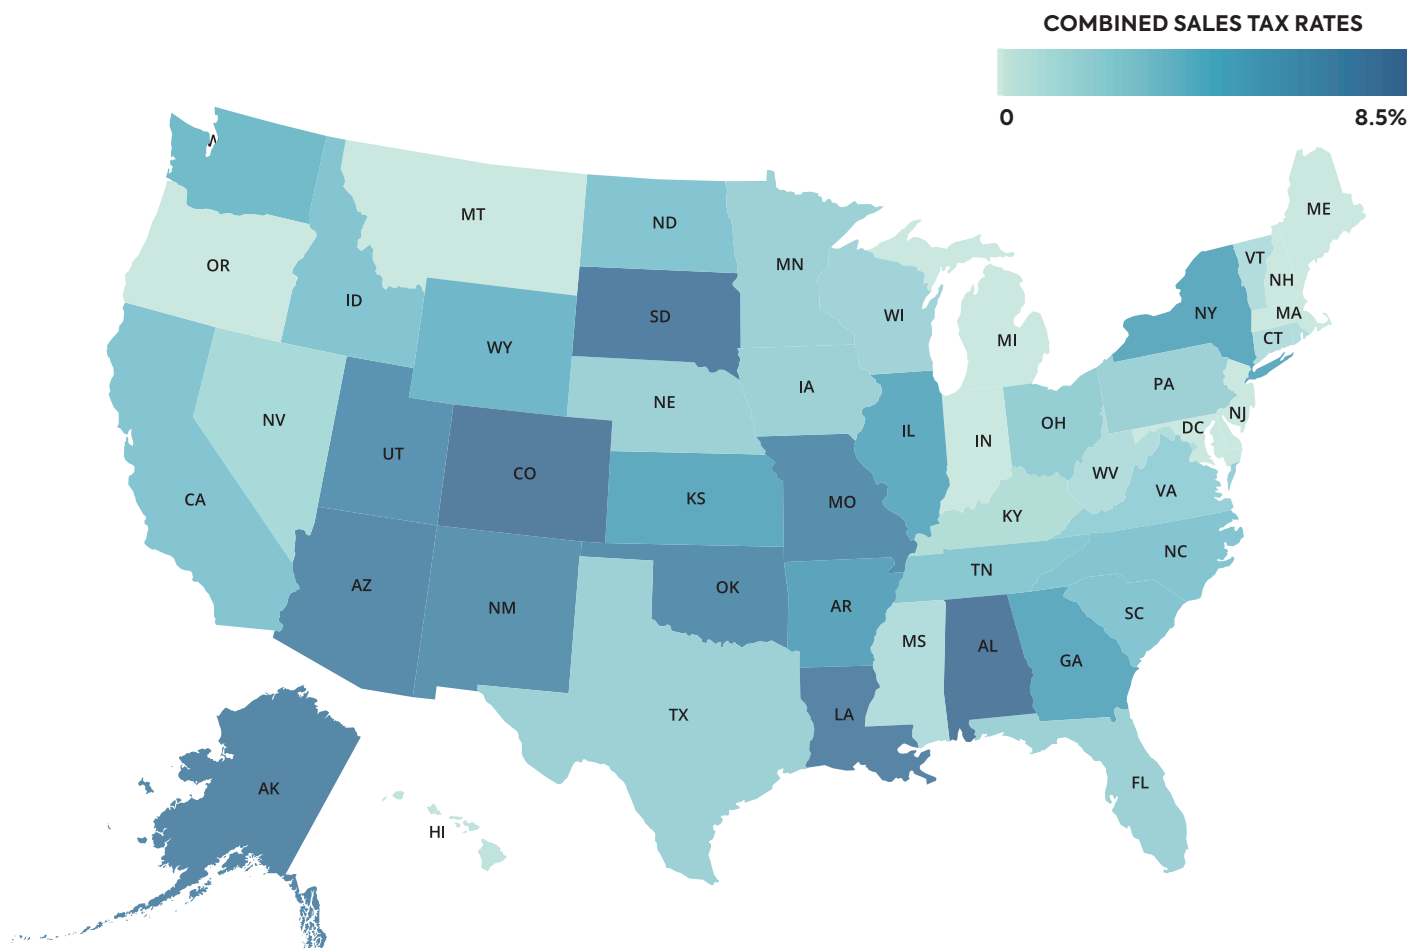 COMBINED SALES TAX RATES
0 8.5%
MT
ND
ME
OR
MN
VT
NH
ID
SD
WI
NY
MA
WY
MI
CT
IA
PA
NE
NV
OH
NJ
IL
IN
DC
UT
CO
WV
CA
KS
MO
KY
VA
NC
AZ
OK
TN
NM
AR
SC
MS
AL
GA
TX
LA
FL
AK
HI